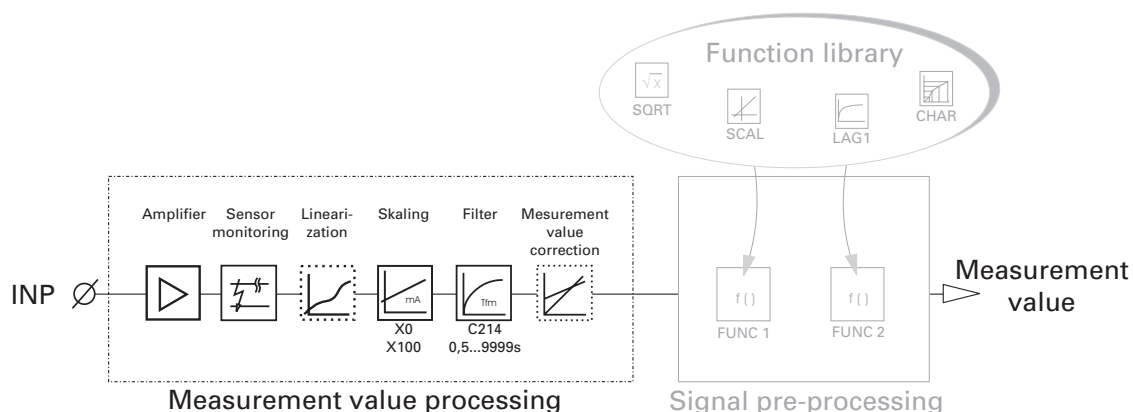 Function library
√x
SQRT
SCAL
LAG1
CHAR
Amplifier
Sensor
monitoring
Lineari-
zation
Skaling
Filter
Mesurement
value
correction
INP
mA
Tfm
X0
X100
C214
0,5...9999s
f ( )
FUNC 1
f ( )
FUNC 2
Measurement
value
Measurement value processing
Signal pre-processing